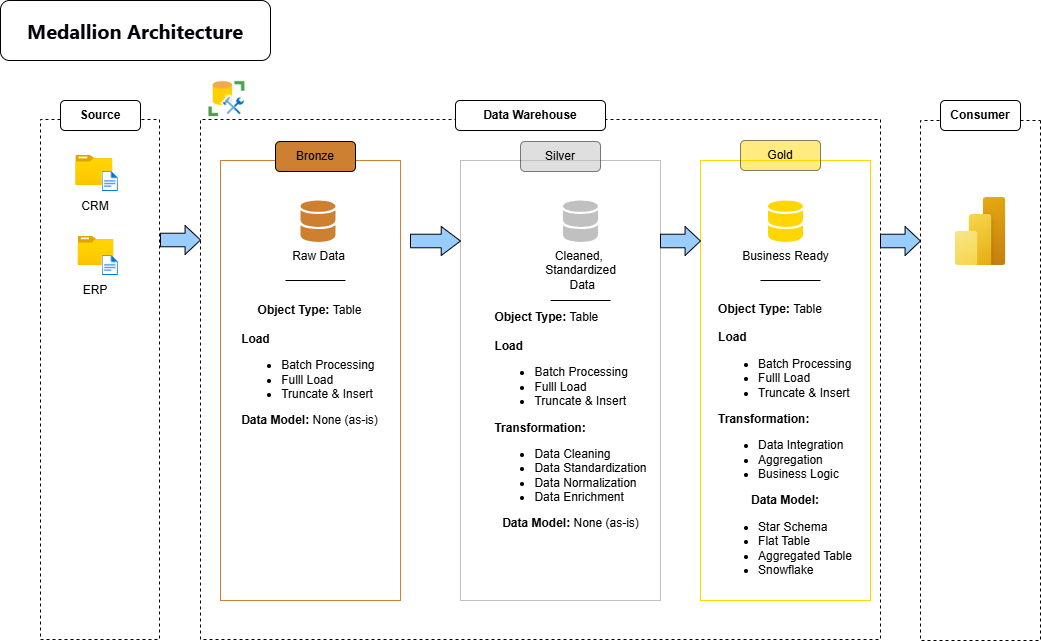 Medallion Architecture
Source
CRM
ERP
Data Warehouse
Bronze
Raw Data
Object Type: Table
Load
Batch Processing
Fulll Load
Truncate & Insert
Data Model: None (as-is)
Silver
Cleaned,
Standardized
Data
Object Type: Table
Load
Batch Processing
Fulll Load
Truncate & Insert
Transformation:
Data Cleaning
Data Standardization
Data Normalization
Data Enrichment
Data Model: None (as-is)
Gold
Business Ready
Object Type: Table
Load
Batch Processing
Fulll Load
Truncate & Insert
Transformation:
Data Integration
Aggregation
Business Logic
Data Model:
Star Schema
Flat Table
Aggregated Table
Snowflake
Consumer